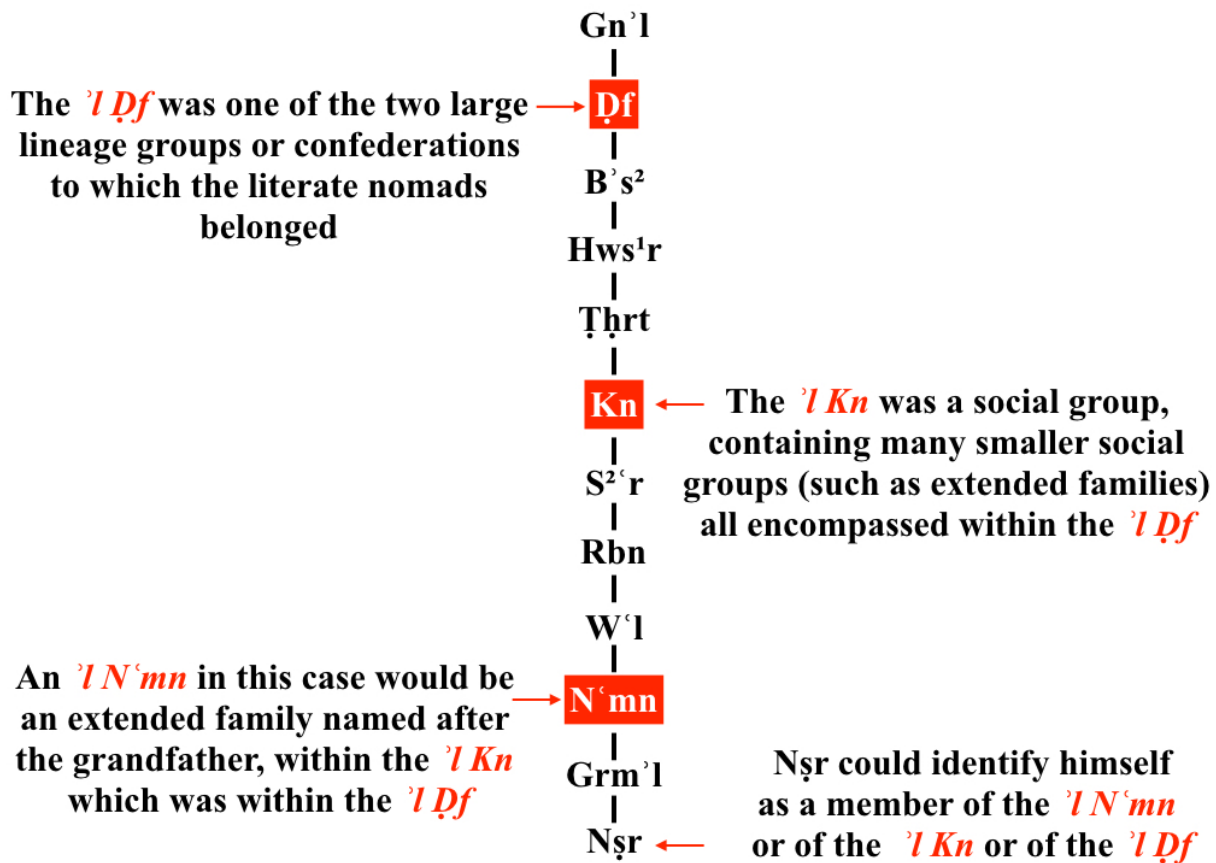 Gnʾl
The ʾl Ḍf was one of the two large
lineage groups or confederations
to which the literate nomads
belonged
Ḍf
Bʾs²
Hws¹r
Ṭḥrt
Kn
The ʾl Kn was a social group,
containing many smaller social
groups (such as extended families)
all encompassed within the ʾl Ḍf
S²ʿr
Rbn
Wʿl
An ʾl Nʿmn in this case would be
an extended family named after
the grandfather, within the ʾl Kn
which was within the ʾl Ḍf
Nʿmn
Grmʾl
Nṣr
Nṣr could identify himself
as a member of the ʾl Nʿmn
or of the ʾl Kn or of the ʾl Ḍf